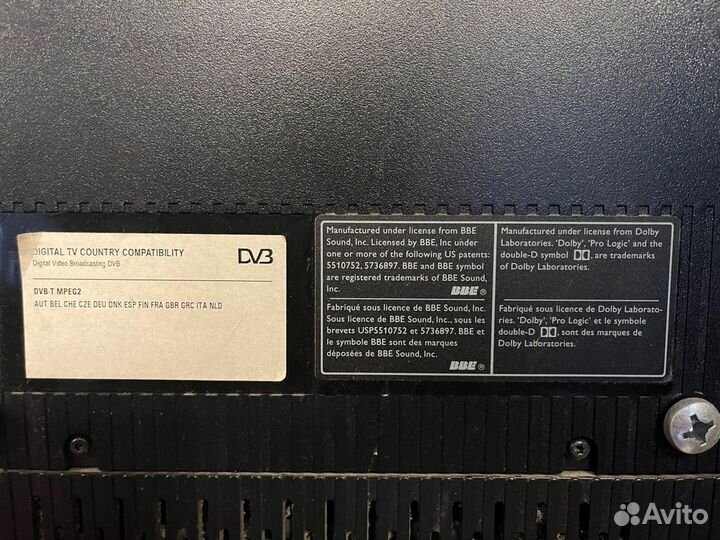 DIGITAL TV COUNTRY COMPATIBILITY
Digital Video Broadcasting DVB
DVB
DVB-T MPEG2
AUT BEL CHE CZE DEU DNK ESP FIN FRA GBR GRC ITA NLD
Manufactured under license from BBE
Sound, Inc. Licensed by BBE, Inc under
one or more of the following US patents:
5510752, 5736897. BBE and BBE symbol
are registered trademarks of BBE Sound,
Inc.
BBE ®
Manufactured under license from Dolby
Laboratories. 'Dolby', 'Pro Logic' and the
double-D symbol , are trademarks
of Dolby Laboratories.
Fabriqué sous licence de BBE Sound, Inc.
Sous licence de BBE Sound, Inc., sous les
brevets USP5510752 et 5736897. BBE et
le symbole BBE sont des marques
déposées de BBE Sound, Inc.
BBE ®
Fabriqué sous licence de Dolby Laborato-
ries. 'Dolby', 'Pro Logic' et le symbole
double-D , sont des marques de
Dolby Laboratories.
Avito